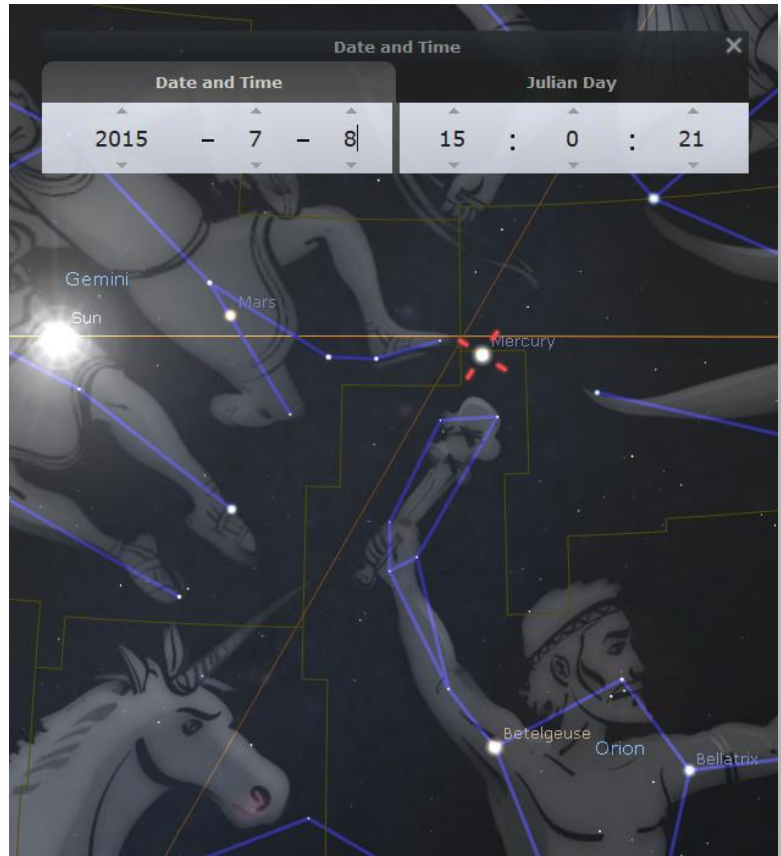 Date and Time ×
Date and Time Julian Day
2015 – 7 – 8 15 : 0 : 21
Gemini
Mars
Sun
Mercury
Betelgeuse
Orion
Bellatrix